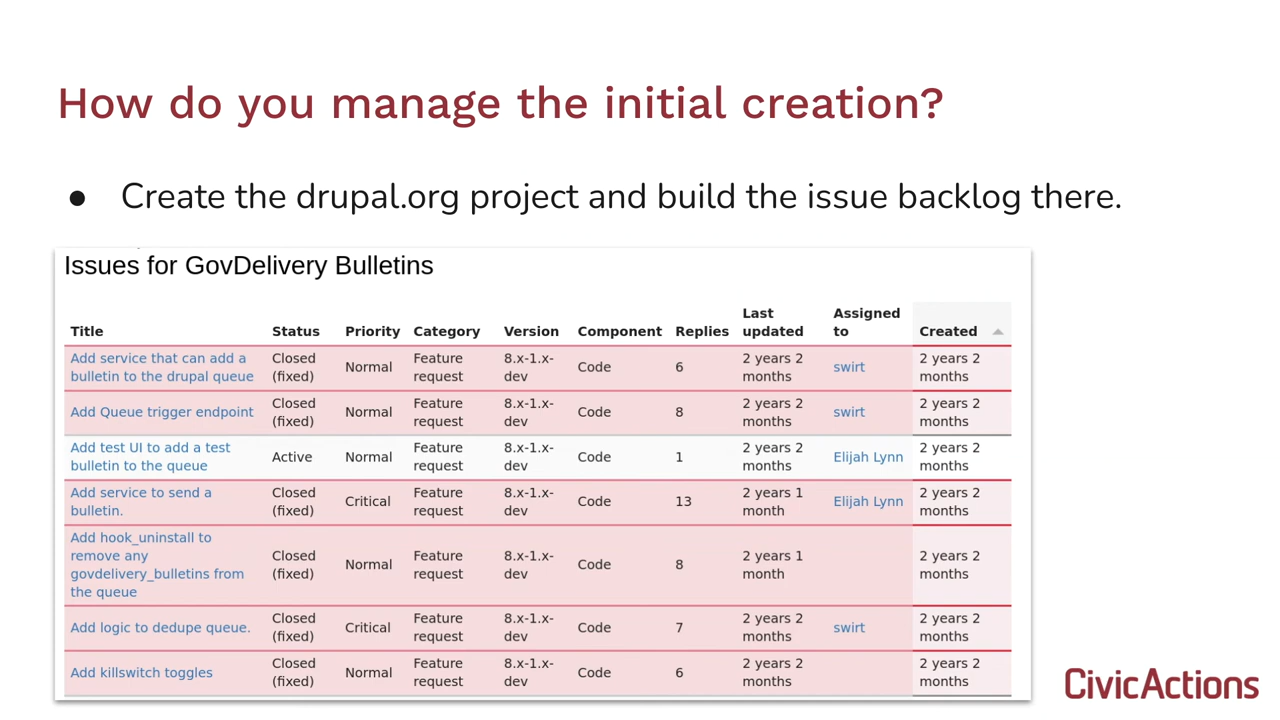 How do you manage the initial creation?
● Create the drupal.org project and build the issue backlog there.
Issues for GovDelivery Bulletins
Title Status Priority Category Version Component Replies Last updated Assigned to Created
Add service that can add a bulletin to the drupal queue Closed (fixed) Normal Feature request 8.x-1.x-dev Code 6 2 years 2 months swirt 2 years 2 months
Add Queue trigger endpoint Closed (fixed) Normal Feature request 8.x-1.x-dev Code 8 2 years 2 months swirt 2 years 2 months
Add test UI to add a test bulletin to the queue Active Normal Feature request 8.x-1.x-dev Code 1 2 years 2 months Elijah Lynn 2 years 2 months
Add service to send a bulletin. Closed (fixed) Critical Feature request 8.x-1.x-dev Code 13 2 years 1 month Elijah Lynn 2 years 2 months
Add hook_uninstall to remove any govdelivery_bulletins from the queue Closed (fixed) Normal Feature request 8.x-1.x-dev Code 8 2 years 1 month 2 years 2 months
Add logic to dedupe queue. Closed (fixed) Critical Feature request 8.x-1.x-dev Code 7 2 years 2 months swirt 2 years 2 months
Add killswitch toggles Closed (fixed) Normal Feature request 8.x-1.x-dev Code 6 2 years 2 months 2 years 2 months
CivicActions